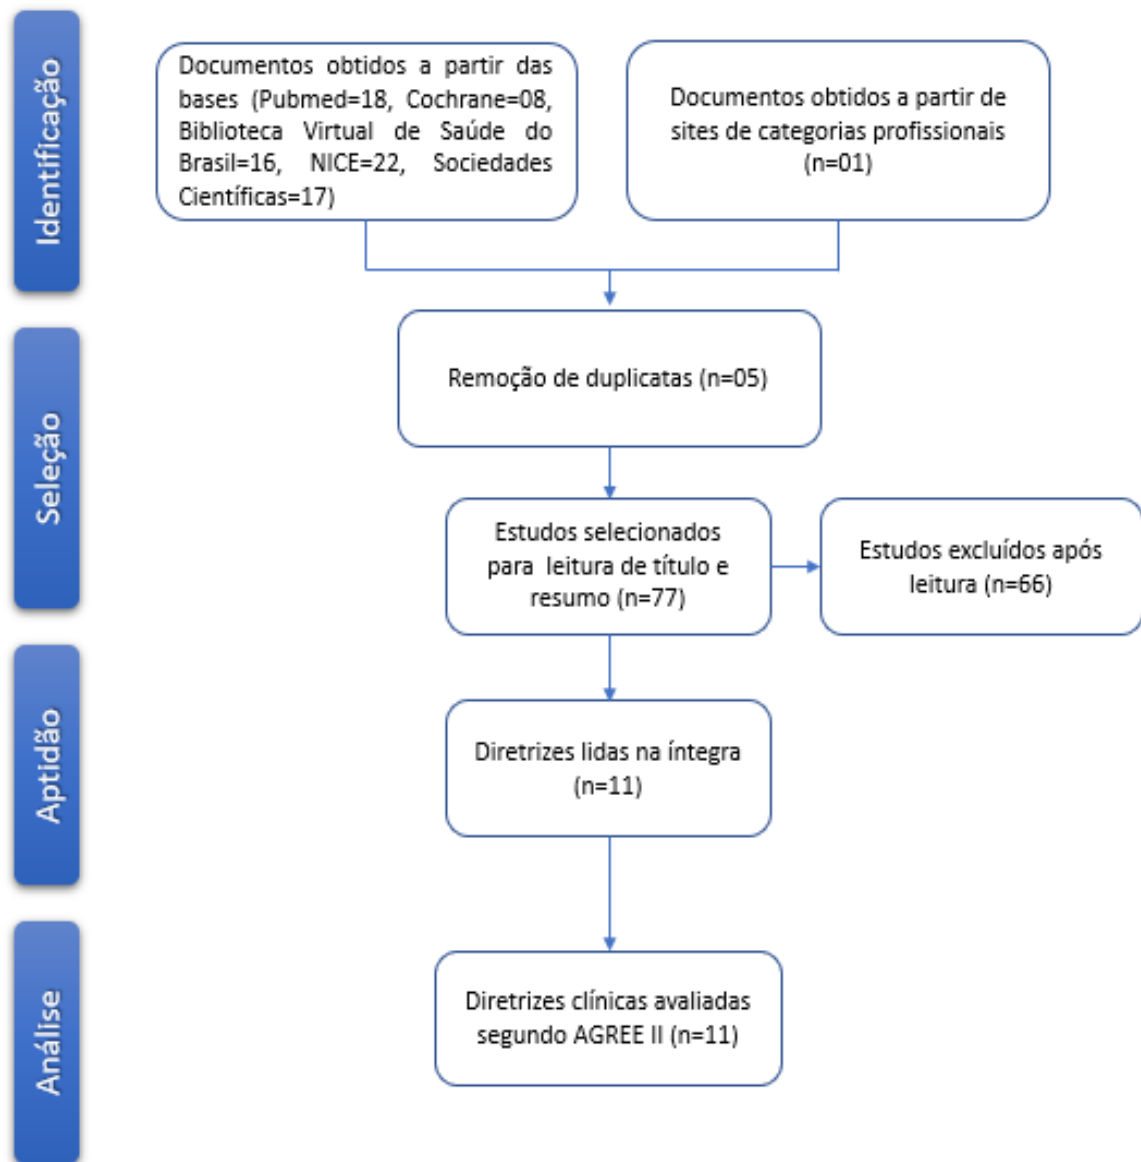 Identificação
Documentos obtidos a partir das
bases (Pubmed=18, Cochrane=08,
Biblioteca Virtual de Saúde do
Brasil=16, NICE=22, Sociedades
Científicas=17)
Documentos obtidos a partir de
sites de categorias profissionais
(n=01)
Seleção
Remoção de duplicatas (n=05)
Estudos selecionados
para leitura de título e
resumo (n=77)
Estudos excluídos após
leitura (n=66)
Aptidão
Diretrizes lidas na íntegra
(n=11)
Análise
Diretrizes clínicas avaliadas
segundo AGREE II (n=11)